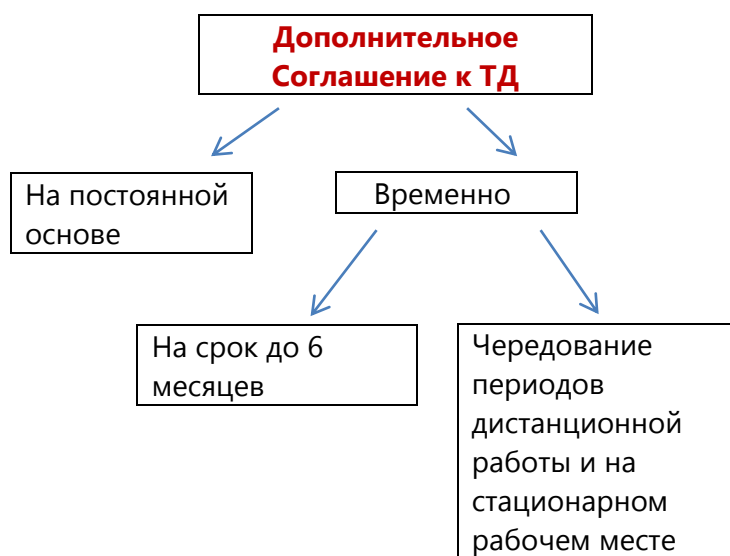 Дополнительное
Соглашение к ТД
На постоянной
основе
Временно
На срок до 6
месяцев
Чередование
периодов
дистанционной
работы и на
стационарном
рабочем месте